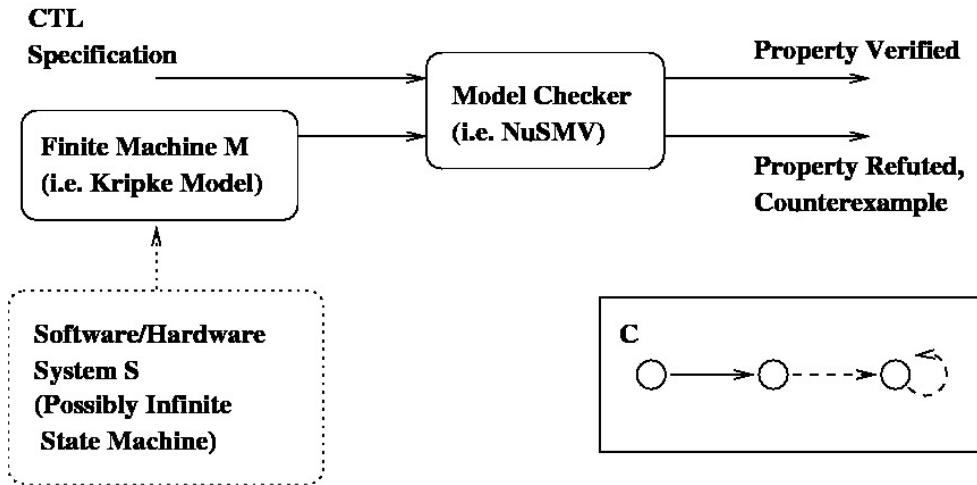 CTL
Specification
Property Verified
Model Checker
(i.e. NuSMV)
Finite Machine M
(i.e. Kripke Model)
Property Refuted,
Counterexample
Software/Hardware
System S
(Possibly Infinite
State Machine)
C